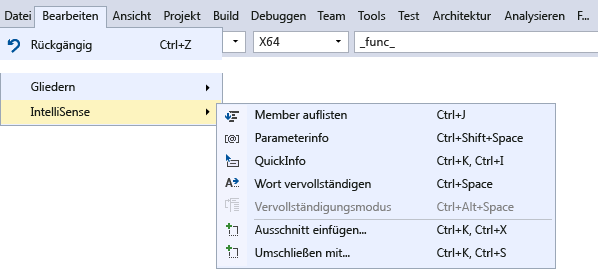 Datei Bearbeiten Ansicht Projekt Build Debuggen Team Tools Test Architektur Analysieren F...
Rückgängig Ctrl+Z X64 _func_
Gliedern
IntelliSense
Member auflisten Ctrl+J
[@] Parameterinfo Ctrl+Shift+Space
QuickInfo Ctrl+K, Ctrl+I
A Wort vervollständigen Ctrl+Space
Vervollständigungsmodus Ctrl+Alt+Space
Ausschnitt einfügen... Ctrl+K, Ctrl+X
Umschließen mit... Ctrl+K, Ctrl+S